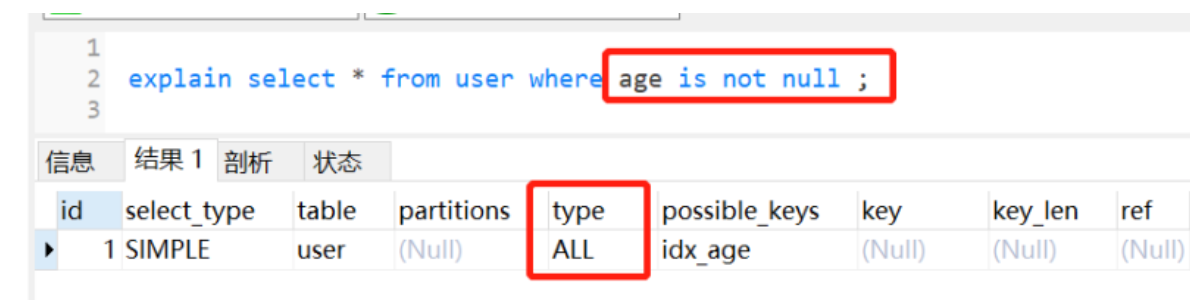 1
2 explain select * from user where age is not null ;
3
信息 结果 1 剖析 状态
id select_type table partitions type possible_keys key key_len ref
1 SIMPLE user (Null) ALL idx_age (Null) (Null) (Null)